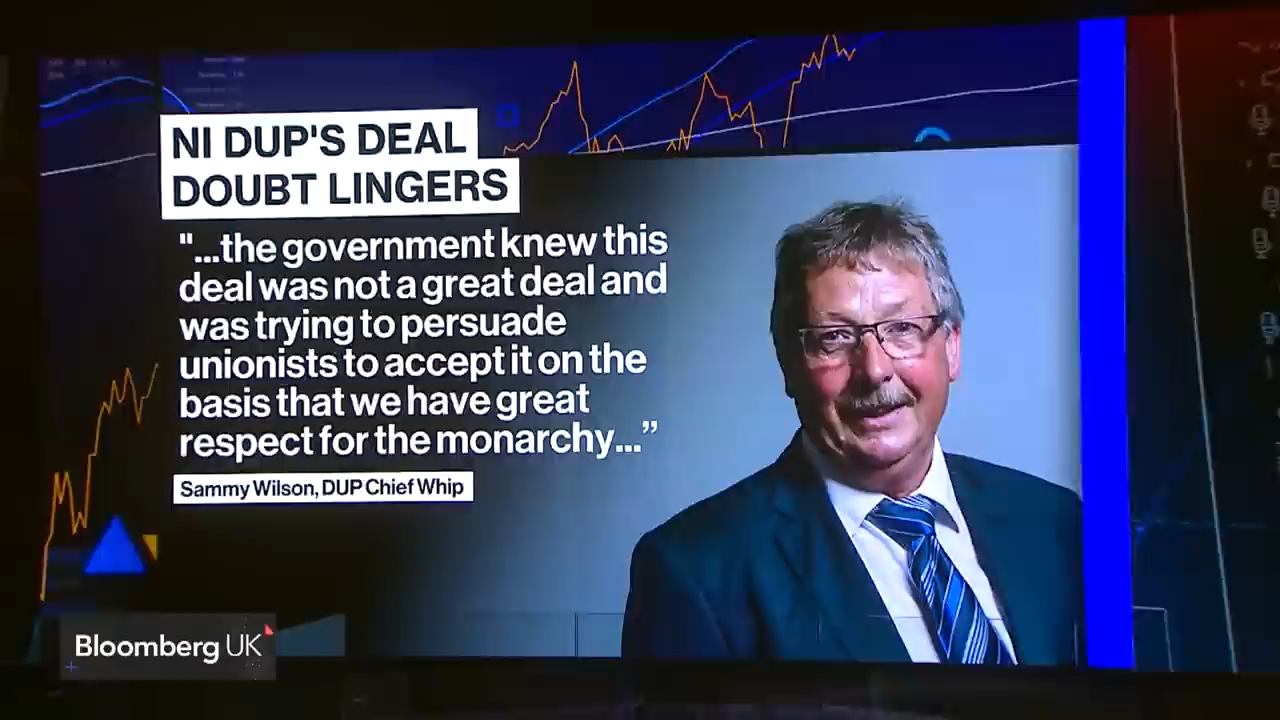 NI DUP'S DEAL
DOUBT LINGERS
"...the government knew this
deal was not a great deal and
was trying to persuade
unionists to accept it on the
basis that we have great
respect for the monarchy...”
Sammy Wilson, DUP Chief Whip
Bloomberg UK